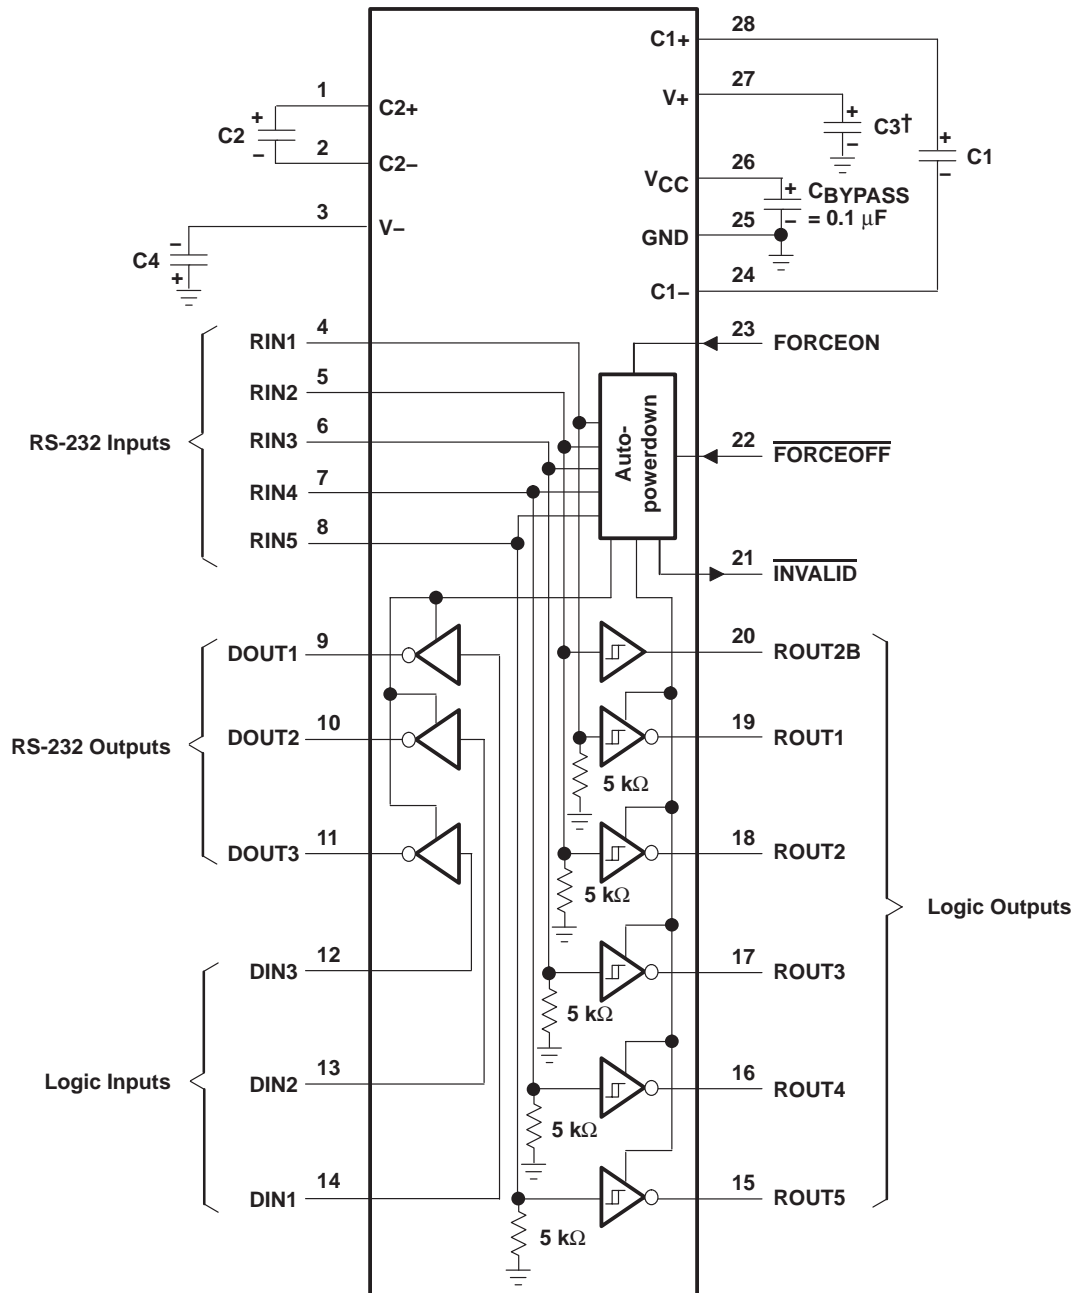 28
C1+
27
V+
1
C2+
+
C2
–
2
C2–
+
C3†
–
+
C1
–
26
VCC
+
CBYPASS
– = 0.1 μF
25
GND
3
V–
–
C4
+
24
C1–
4
RIN1
23
FORCEON
5
RIN2
6
RIN3
RS-232 Inputs
Auto-
powerdown
22
FORCEOFF
7
RIN4
8
RIN5
21
INVALID
9
DOUT1
20
ROUT2B
10
DOUT2
RS-232 Outputs
19
ROUT1
5 kΩ
11
DOUT3
18
ROUT2
5 kΩ
Logic Outputs
12
DIN3
17
ROUT3
5 kΩ
13
DIN2
Logic Inputs
16
ROUT4
5 kΩ
14
DIN1
15
ROUT5
5 kΩ